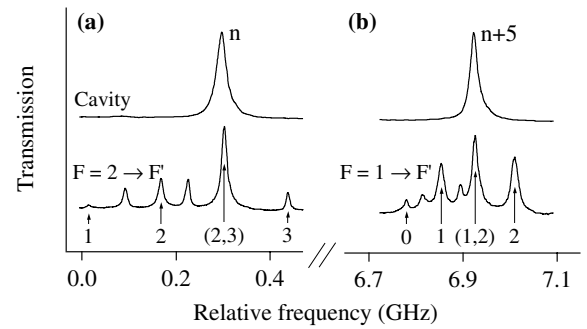 (a)
n
(b)
n+5
Cavity
F = 2 → F'
F = 1 → F'
1
2
(2,3)
3
0
1
(1,2)
2
0.0
0.2
0.4
6.7
6.9
7.1
Transmission
Relative frequency (GHz)